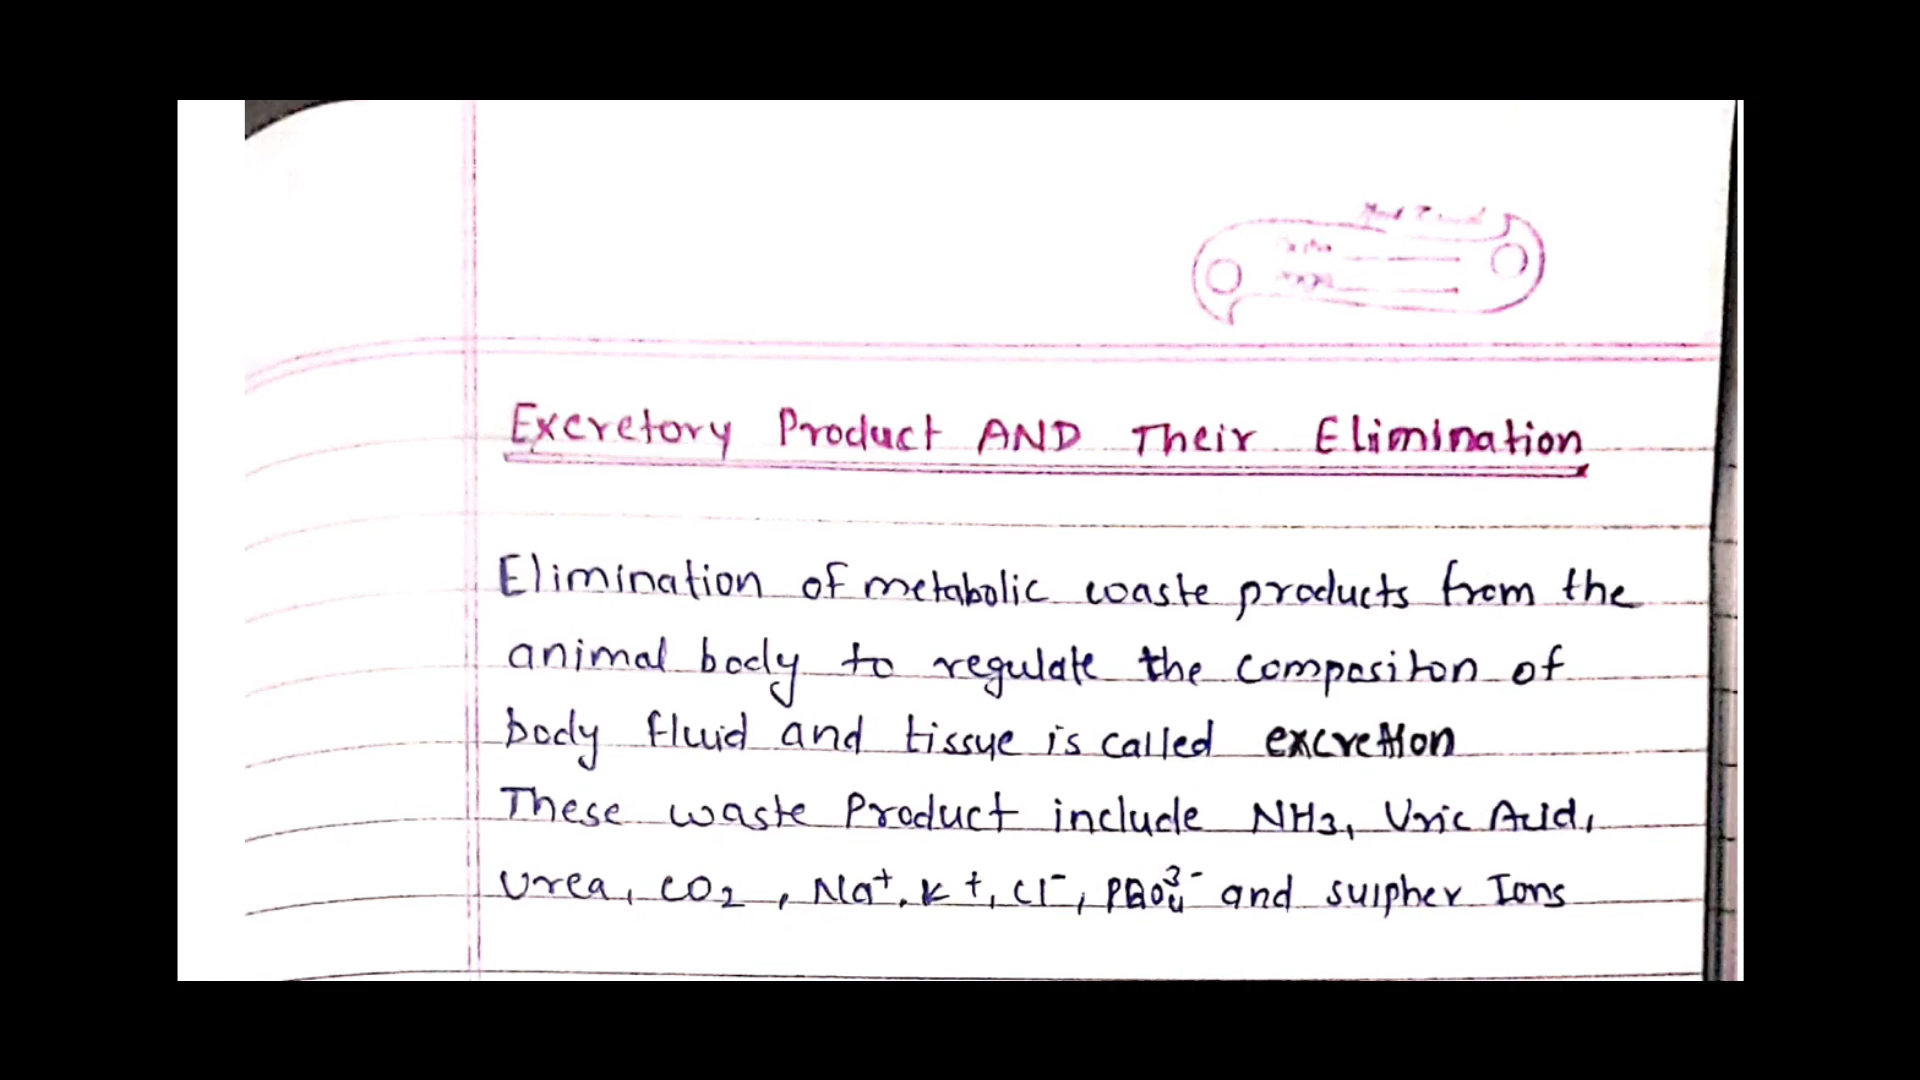 Excretory Product AND Their Elimination
Elimination of metabolic waste products from the
animal body to regulate the compositon of
body fluid and tissue is called excretion
These waste Product include NH3, Uric Acid,
Urea, CO2, Na+, K+, Cl-, PO4 3- and sulpher Ions